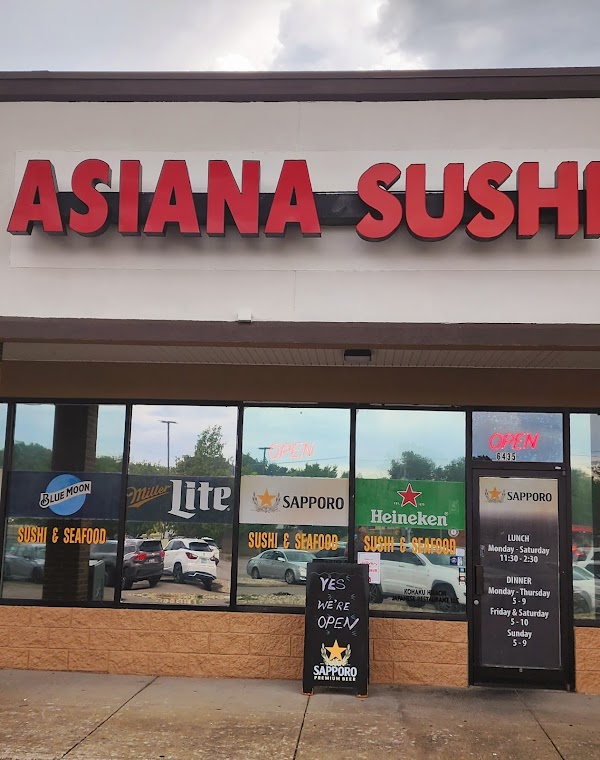 ASIANA SUSHI
OPEN
OPEN
6435
BLUE MOON
Miller Lite
SAPPORO
Heineken
SAPPORO
SUSHI & SEAFOOD
SUSHI & SEAFOOD
SUSHI & SEAFOOD
LUNCH
Monday - Saturday
11:30 - 2:30
DINNER
Monday - Thursday
5 - 9
Friday & Saturday
5 - 10
Sunday
5 - 9
YES
WE'RE
OPEN
SAPPORO
PREMIUM BEER